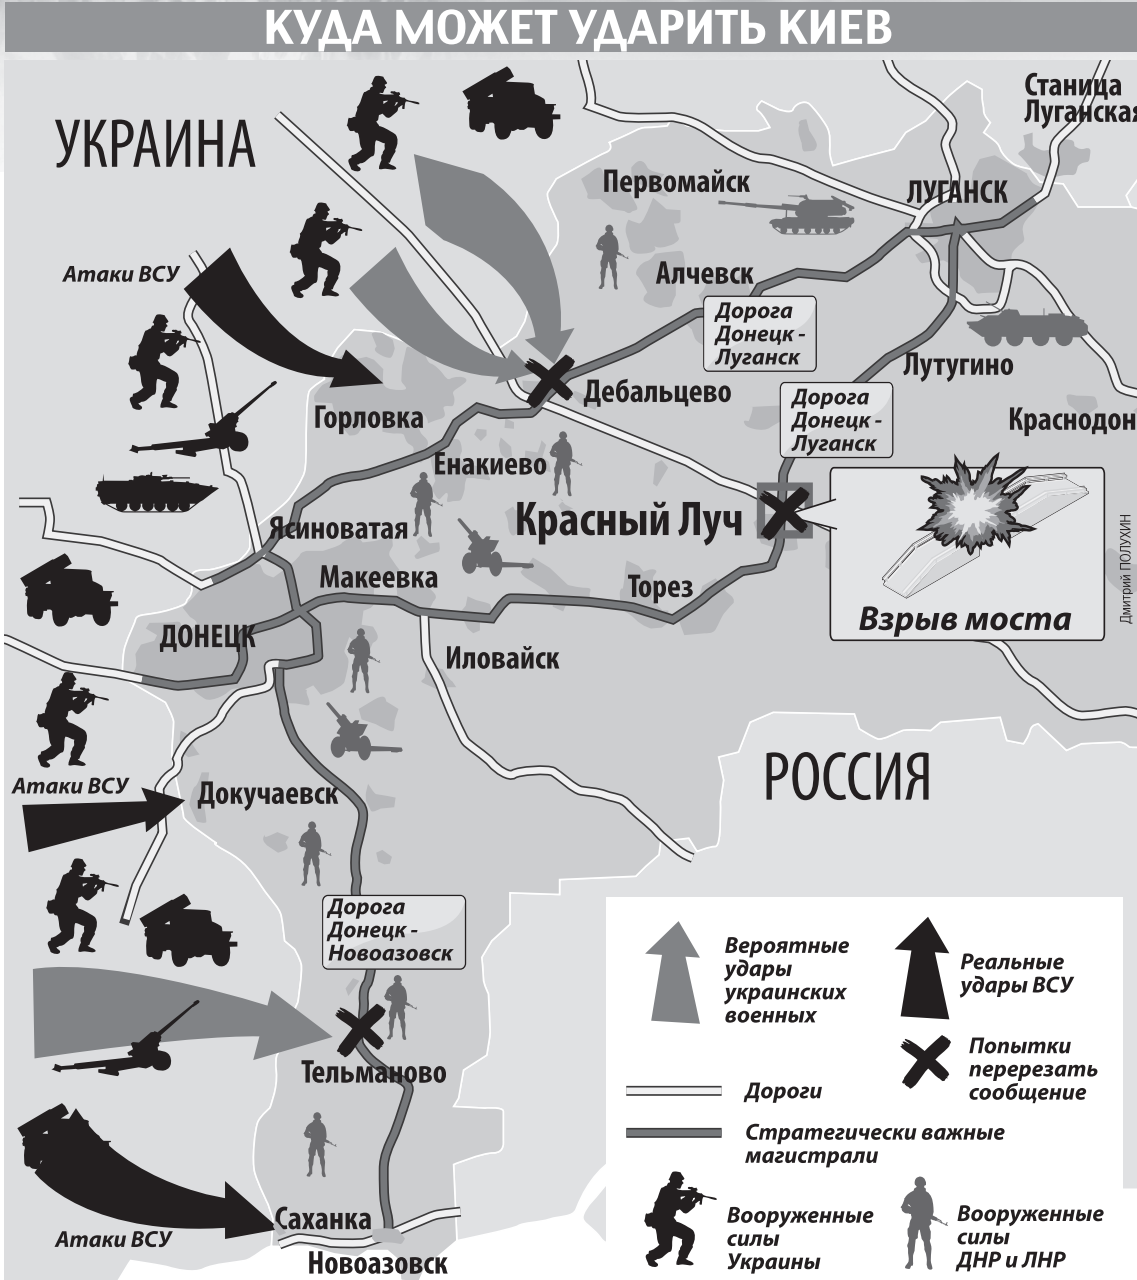 КУДА МОЖЕТ УДАРИТЬ КИЕВ
УКРАИНА
Станица
Луганская
Первомайск
ЛУГАНСК
Атаки ВСУ
Алчевск
Дорога
Донецк -
Луганск
Лутугино
Дебальцево
Дорога
Донецк -
Луганск
Горловка
Краснодон
Енакиево
Красный Луч
Ясиноватая
Макеевка
Торез
Взрыв моста
Дмитрий ПОЛУХИН
ДОНЕЦК
Иловайск
РОССИЯ
Атаки ВСУ
Докучаевск
Дорога
Донецк -
Новоазовск
Тельманово
Саханка
Атаки ВСУ
Новоазовск
Вероятные
удары
украинских
военных
Реальные
удары ВСУ
Попытки
перерезать
сообщение
Дороги
Стратегически важные
магистрали
Вооруженные
силы
Украины
Вооруженные
силы
ДНР и ЛНР